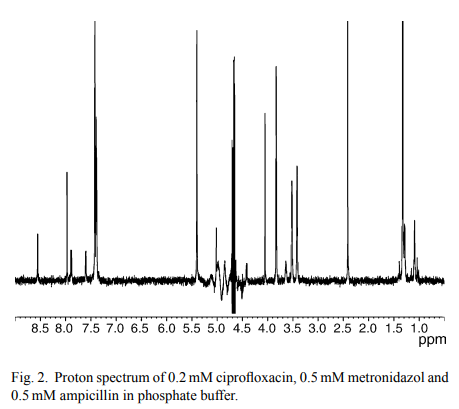 8.5 8.0 7.5 7.0 6.5 6.0 5.5 5.0 4.5 4.0 3.5 3.0 2.5 2.0 1.5 1.0
ppm
Fig. 2. Proton spectrum of 0.2 mM ciprofloxacin, 0.5 mM metronidazol and
0.5 mM ampicillin in phosphate buffer.